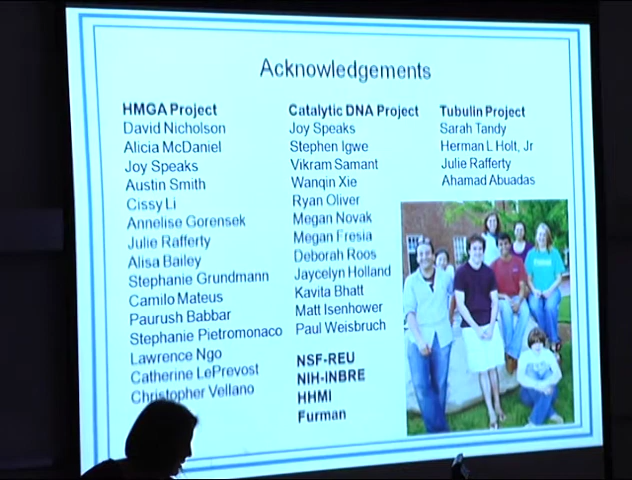 Acknowledgements
HMGA Project
David Nicholson
Alicia McDaniel
Joy Speaks
Austin Smith
Cissy Li
Annelise Gorensek
Julie Rafferty
Alisa Bailey
Stephanie Grundmann
Camilo Mateus
Paurush Babbar
Stephanie Pietromonaco
Lawrence Ngo
Catherine LePrevost
Christopher Vellano
Catalytic DNA Project
Joy Speaks
Stephen Igwe
Vikram Samant
Wanqin Xie
Ryan Oliver
Megan Novak
Megan Fresia
Deborah Roos
Jaycelyn Holland
Kavita Bhatt
Matt Isenhower
Paul Weisbruch
NSF-REU
NIH-INBRE
HHMI
Furman
Tubulin Project
Sarah Tandy
Herman L Holt, Jr
Julie Rafferty
Ahamad Abuadas